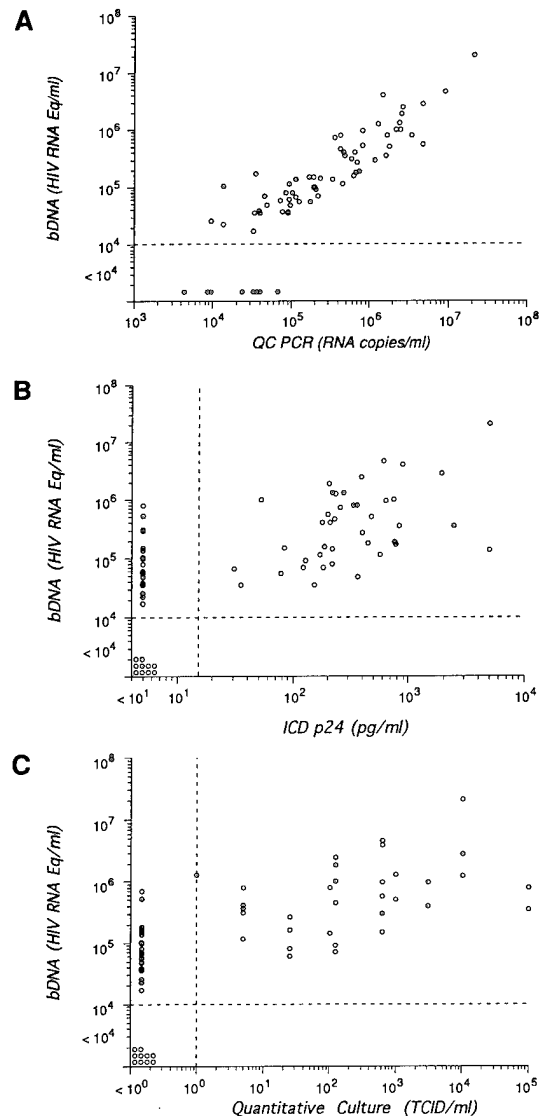 A
bDNA (HIV RNA Eq/ml)
10^8
10^7
10^6
10^5
10^4
< 10^4
10^3 10^4 10^5 10^6 10^7 10^8
QC PCR (RNA copies/ml)
B
bDNA (HIV RNA Eq/ml)
10^8
10^7
10^6
10^5
10^4
< 10^4
< 10^1 10^1 10^2 10^3 10^4
ICD p24 (pg/ml)
C
bDNA (HIV RNA Eq/ml)
10^8
10^7
10^6
10^5
10^4
< 10^4
< 10^0 10^0 10^1 10^2 10^3 10^4 10^5
Quantitative Culture (TCID/ml)